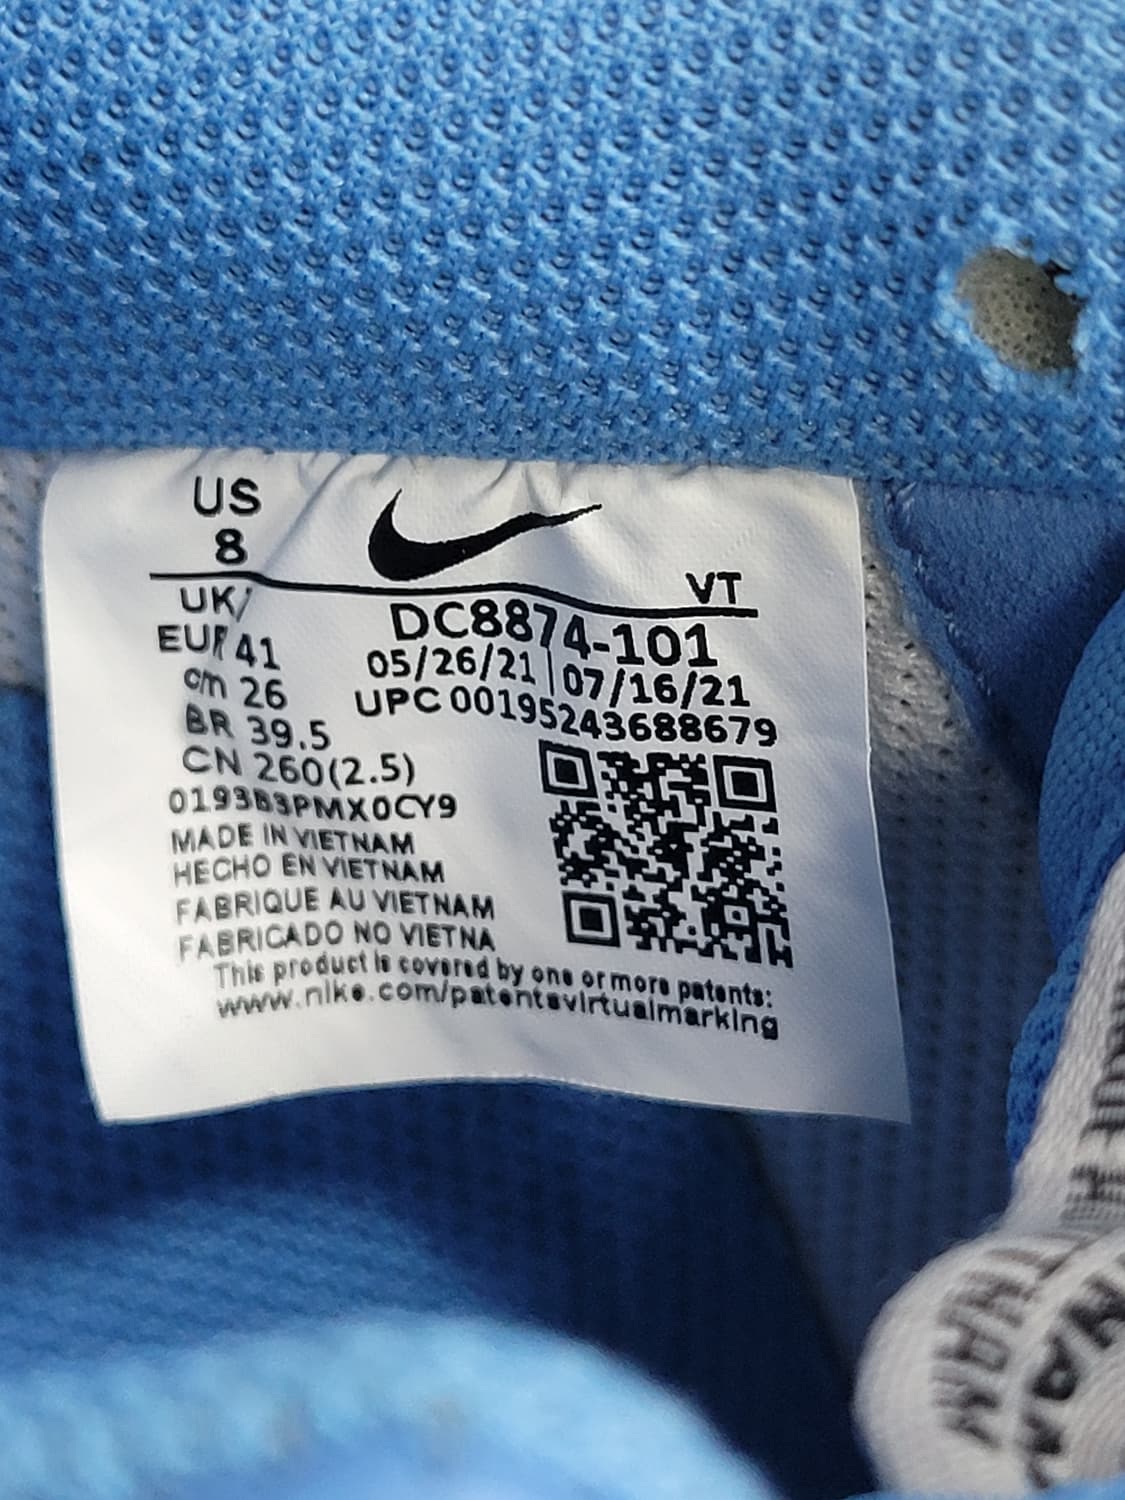 US
8
VT
UK/
DC8874-101
EUR 41
05/26/21 | 07/16/21
cm 26
UPC 00195243688679
BR 39.5
CN 260(2.5)
0193B3PMX0CY9
MADE IN VIETNAM
HECHO EN VIETNAM
FABRIQUE AU VIETNAM
FABRICADO NO VIETNA
This product is covered by one or more patents:
www.nike.com/patentsvirtualmarking
TNAM
NAM